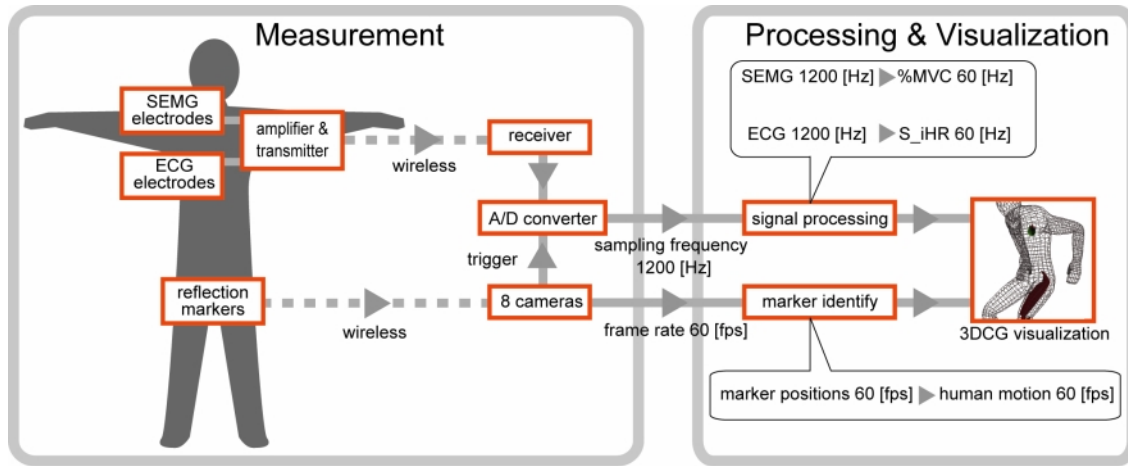 Measurement
SEMG
electrodes
ECG
electrodes
amplifier &
transmitter
wireless
receiver
A/D converter
trigger
sampling frequency
1200 [Hz]
reflection
markers
wireless
8 cameras
frame rate 60 [fps]
Processing & Visualization
SEMG 1200 [Hz] %MVC 60 [Hz]
ECG 1200 [Hz] S_iHR 60 [Hz]
signal processing
marker identify
3DCG visualization
marker positions 60 [fps] human motion 60 [fps]